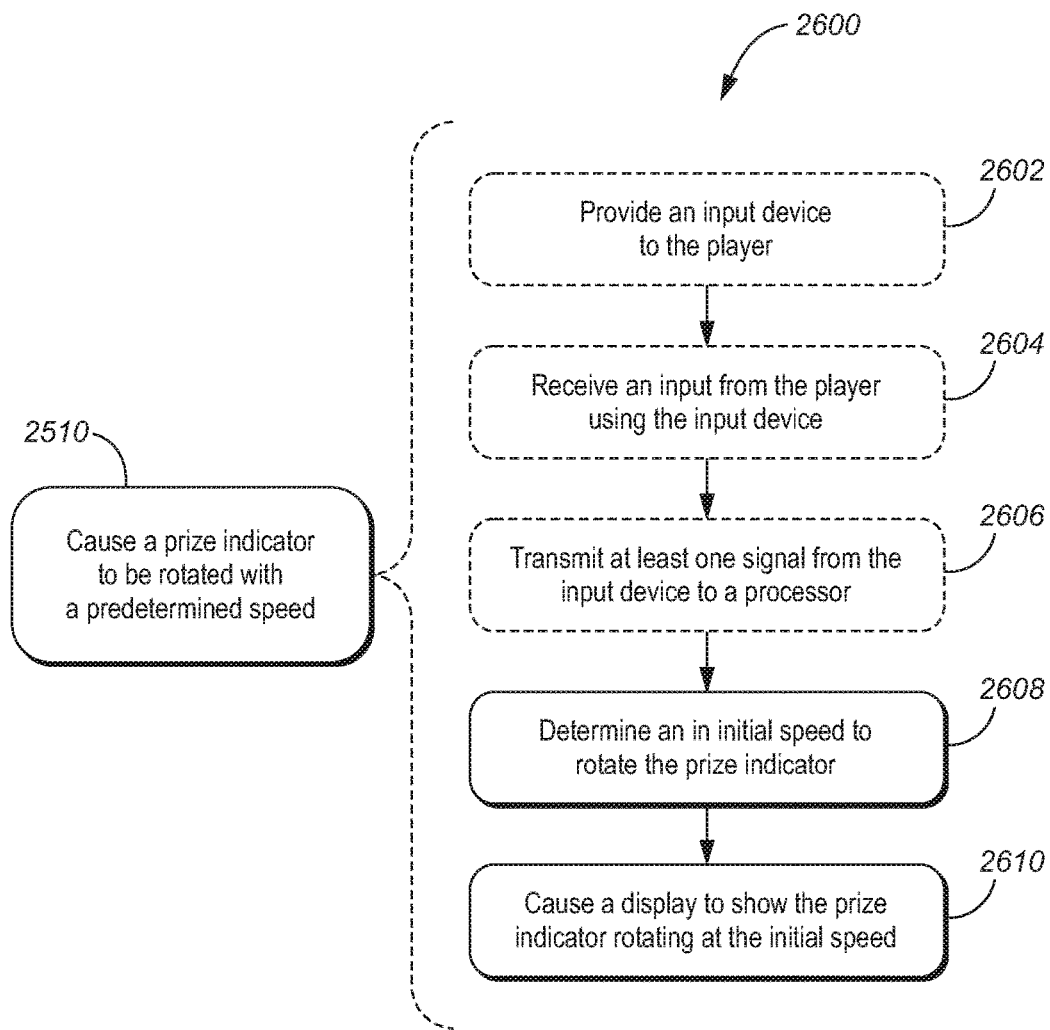 2600
2602
Provide an input device
to the player
2604
Receive an input from the player
using the input device
2510
Cause a prize indicator
to be rotated with
a predetermined speed
2606
Transmit at least one signal from the
input device to a processor
2608
Determine an in initial speed to
rotate the prize indicator
2610
Cause a display to show the prize
indicator rotating at the initial speed